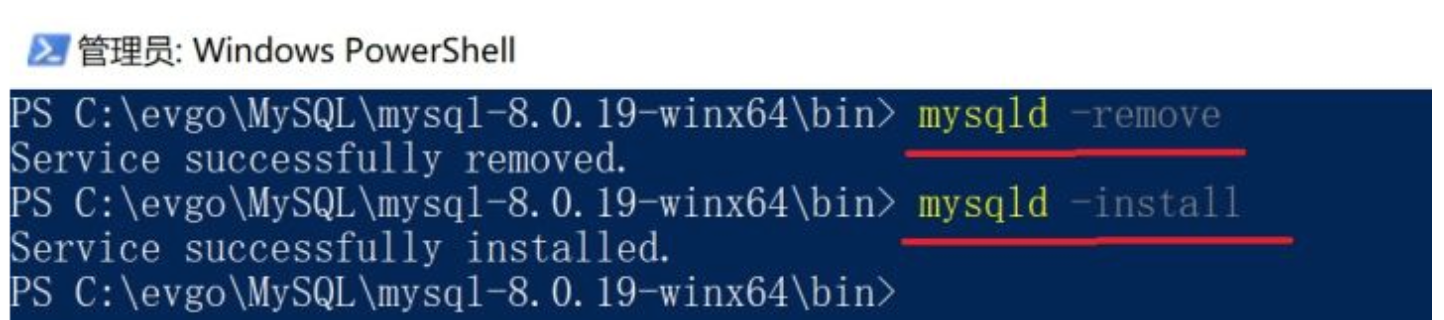 管理员: Windows PowerShell
PS C:\evgo\MySQL\mysql-8.0.19-winx64\bin> mysqld -remove
Service successfully removed.
PS C:\evgo\MySQL\mysql-8.0.19-winx64\bin> mysqld -install
Service successfully installed.
PS C:\evgo\MySQL\mysql-8.0.19-winx64\bin>